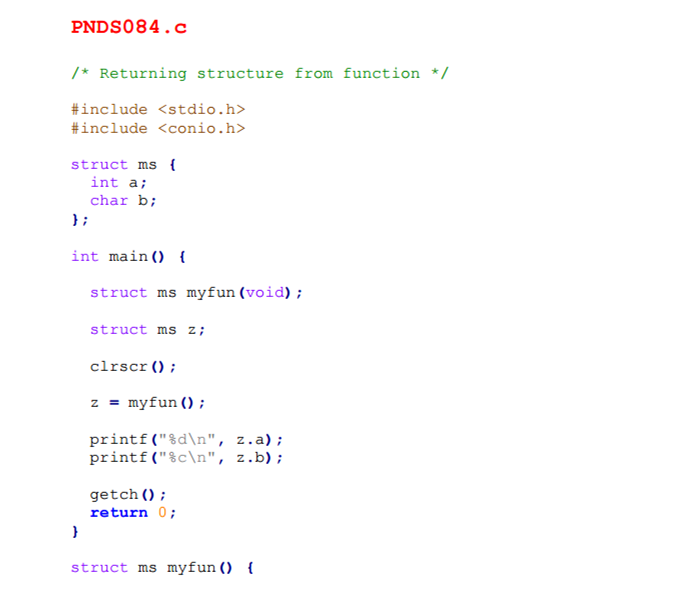 PNDS084.c
/* Returning structure from function */
#include <stdio.h>
#include <conio.h>
struct ms {
  int a;
  char b;
};
int main() {
  struct ms myfun(void);
  struct ms z;
  clrscr();
  z = myfun();
  printf("%d\n", z.a);
  printf("%c\n", z.b);
  getch();
  return 0;
}
struct ms myfun() {